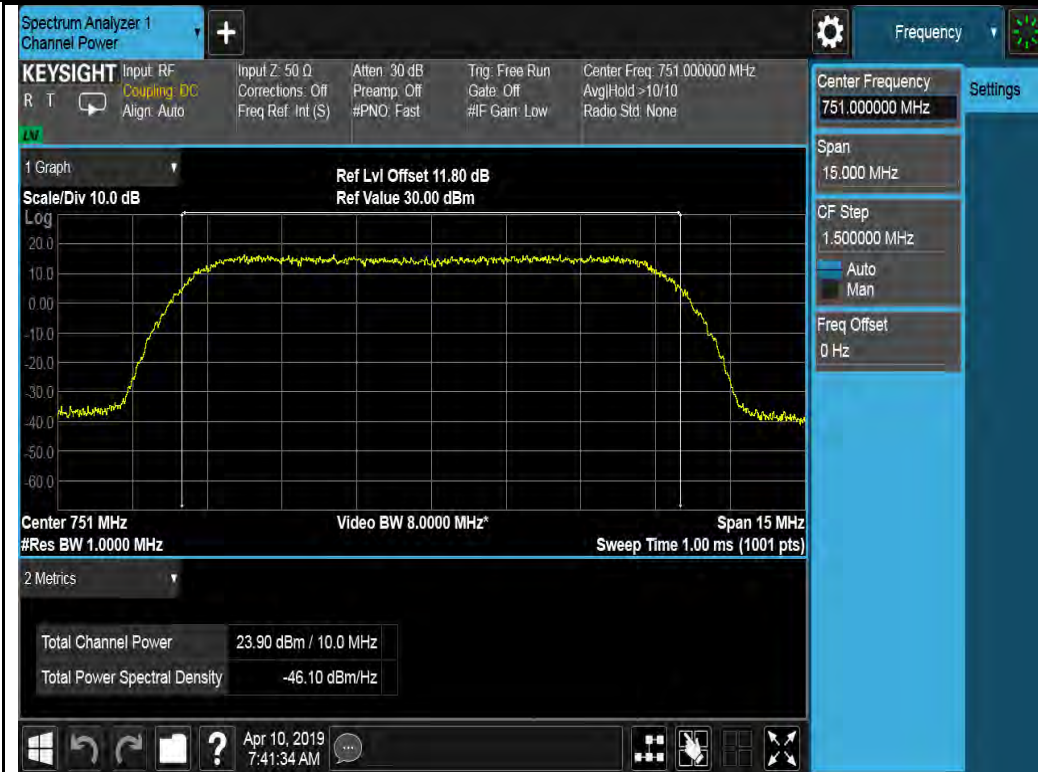 Spectrum Analyzer 1
Channel Power
+
Frequency
KEYSIGHT
R T
Input: RF
Coupling: DC
Align: Auto
Input Z: 50 Ω
Corrections: Off
Freq Ref: Int (S)
Atten: 30 dB
Preamp: Off
#PNO: Fast
Trig: Free Run
Gate: Off
#IF Gain: Low
Center Freq: 751.000000 MHz
Avg|Hold >10/10
Radio Std: None
Center Frequency
751.000000 MHz
Settings
Span
15.000 MHz
CF Step
1.500000 MHz
Auto
Man
Freq Offset
0 Hz
1 Graph
Scale/Div 10.0 dB
Ref Lvl Offset 11.80 dB
Ref Value 30.00 dBm
Log
20.0
10.0
0.00
-10.0
-20.0
-30.0
-40.0
-50.0
-60.0
Center 751 MHz
#Res BW 1.0000 MHz
Video BW 8.0000 MHz*
Span 15 MHz
Sweep Time 1.00 ms (1001 pts)
2 Metrics
Total Channel Power 23.90 dBm / 10.0 MHz
Total Power Spectral Density -46.10 dBm/Hz
?
Apr 10, 2019
7:41:34 AM